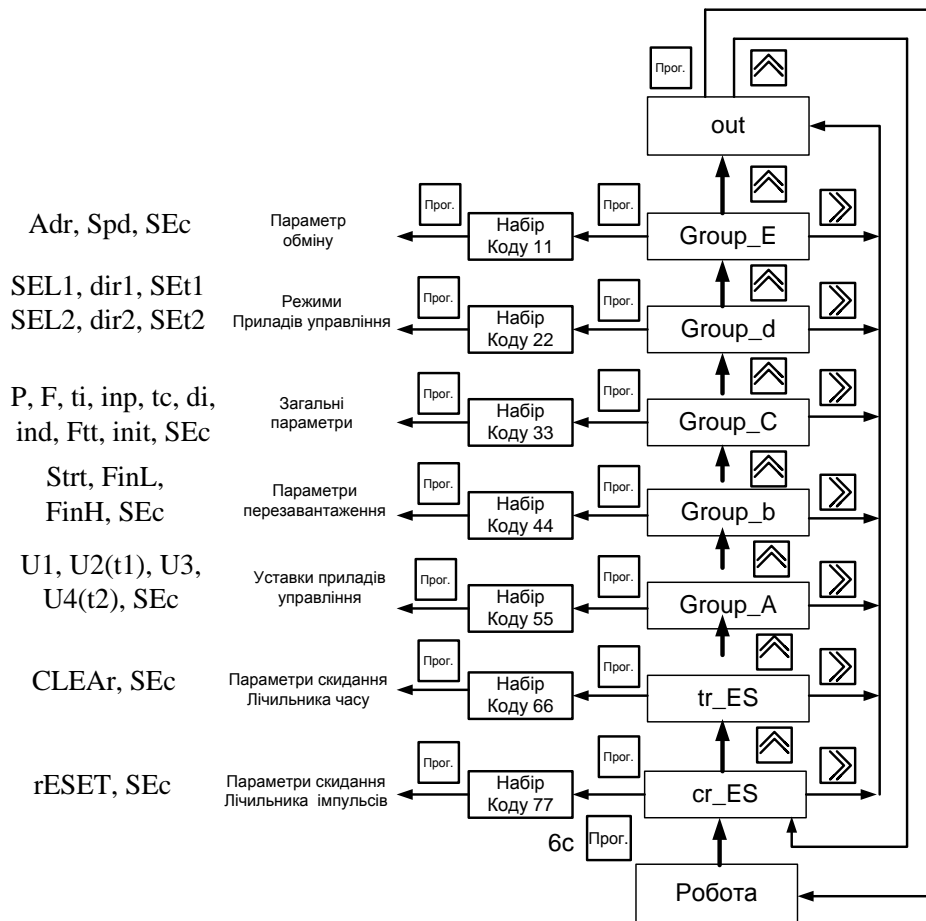 Прог.
out
Прог.
Прог.
Adr, Spd, SEc
Параметр
обміну
Набір
Коду 11
Group_E
SEL1, dir1, SEt1
SEL2, dir2, SEt2
Режими
Приладів управління
Прог.
Набір
Коду 22
Прог.
Group_d
P, F, ti, inp, tc, di,
ind, Ftt, init, SEc
Загальні
параметри
Прог.
Набір
Коду 33
Прог.
Group_C
Strt, FinL,
FinH, SEc
Параметри
перезавантаження
Прог.
Набір
Коду 44
Прог.
Group_b
U1, U2(t1), U3,
U4(t2), SEc
Уставки приладів
управління
Прог.
Набір
Коду 55
Прог.
Group_A
CLEAr, SEc
Параметри скидання
Лічильника часу
Прог.
Набір
Коду 66
Прог.
tr_ES
rESET, SEc
Параметри скидання
Лічильника імпульсів
Прог.
Набір
Коду 77
Прог.
cr_ES
6с
Прог.
Робота